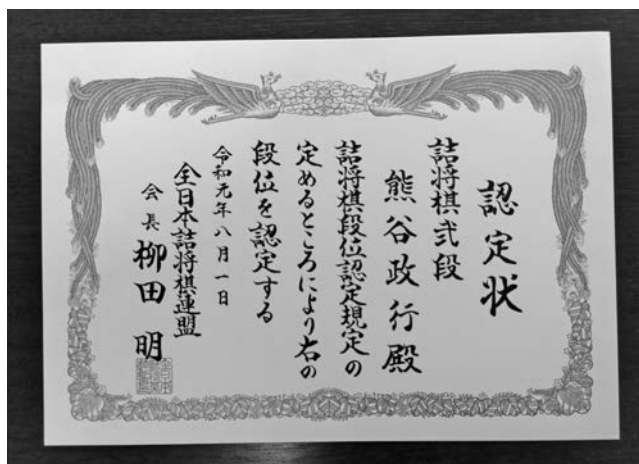 認定状
詰将棋弐段
熊谷政行殿
詰将棋段位認定規定の
定めるところにより右の
段位を認定する
令和元年八月一日
全日本詰将棋連盟
会長 柳田明